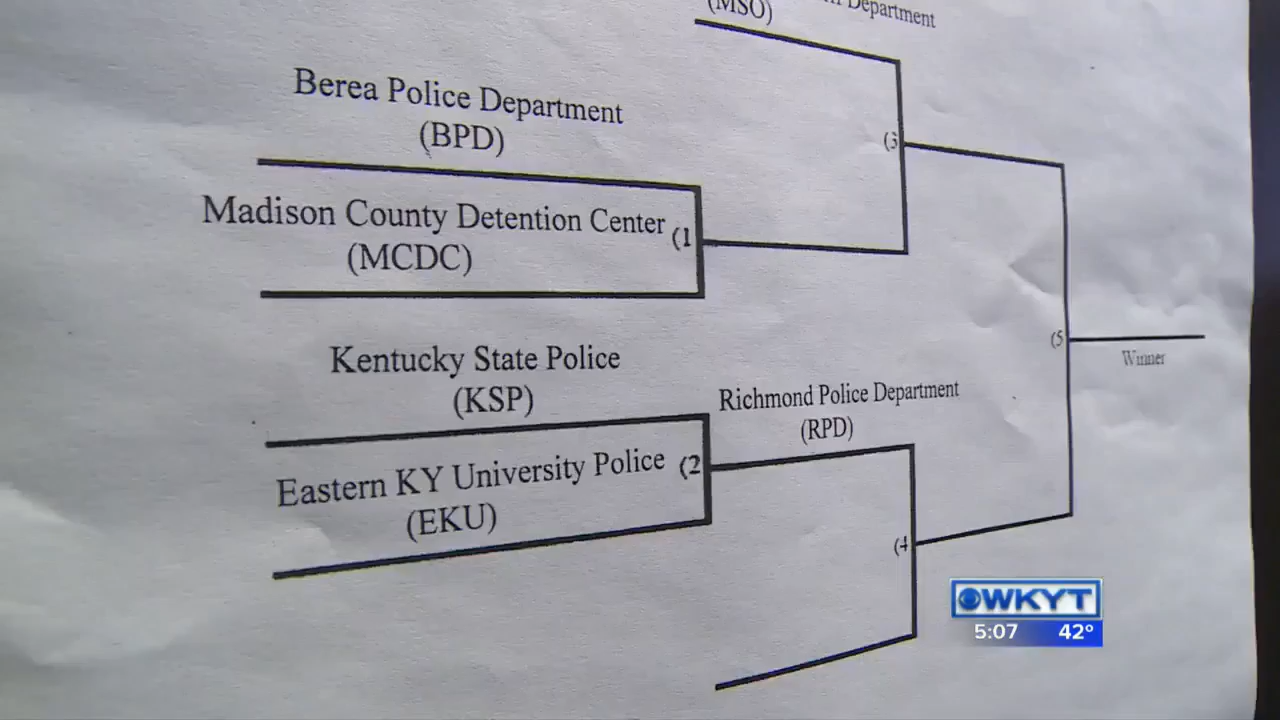 Department
(MSO)
Berea Police Department
(BPD)
(3
Madison County Detention Center
(MCDC)
(1
Kentucky State Police
(KSP)
(5
Winner
Richmond Police Department
(RPD)
Eastern KY University Police
(EKU)
(2
(4
WKYT
5:07 42°